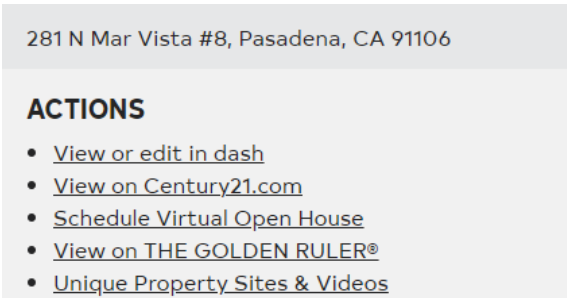 281 N Mar Vista #8, Pasadena, CA 91106
ACTIONS
• View or edit in dash
• View on Century21.com
• Schedule Virtual Open House
• View on THE GOLDEN RULER®
• Unique Property Sites & Videos